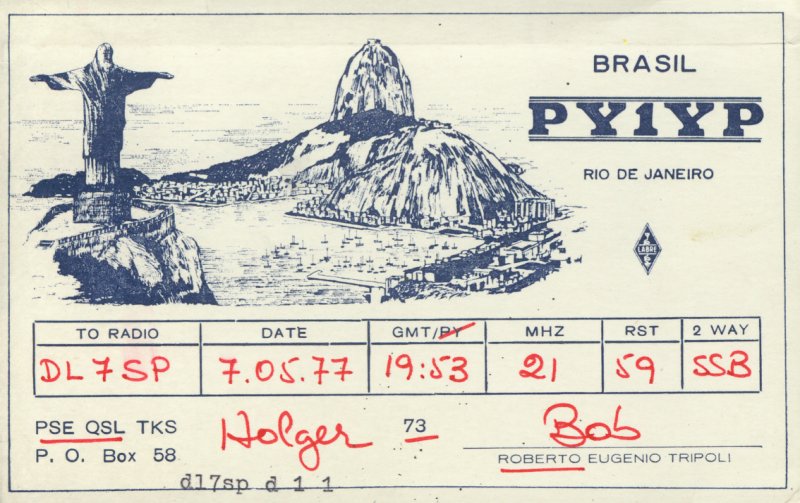 BRASIL
PY1YP
RIO DE JANEIRO
LABRE
TO RADIO DATE GMT/PY MHZ RST 2 WAY
DL7SP 7.05.77 19:53 21 59 SSB
PSE QSL TKS Holger 73 Bob
P. O. Box 58 ROBERTO EUGENIO TRIPOLI
dl7sp d 1 1